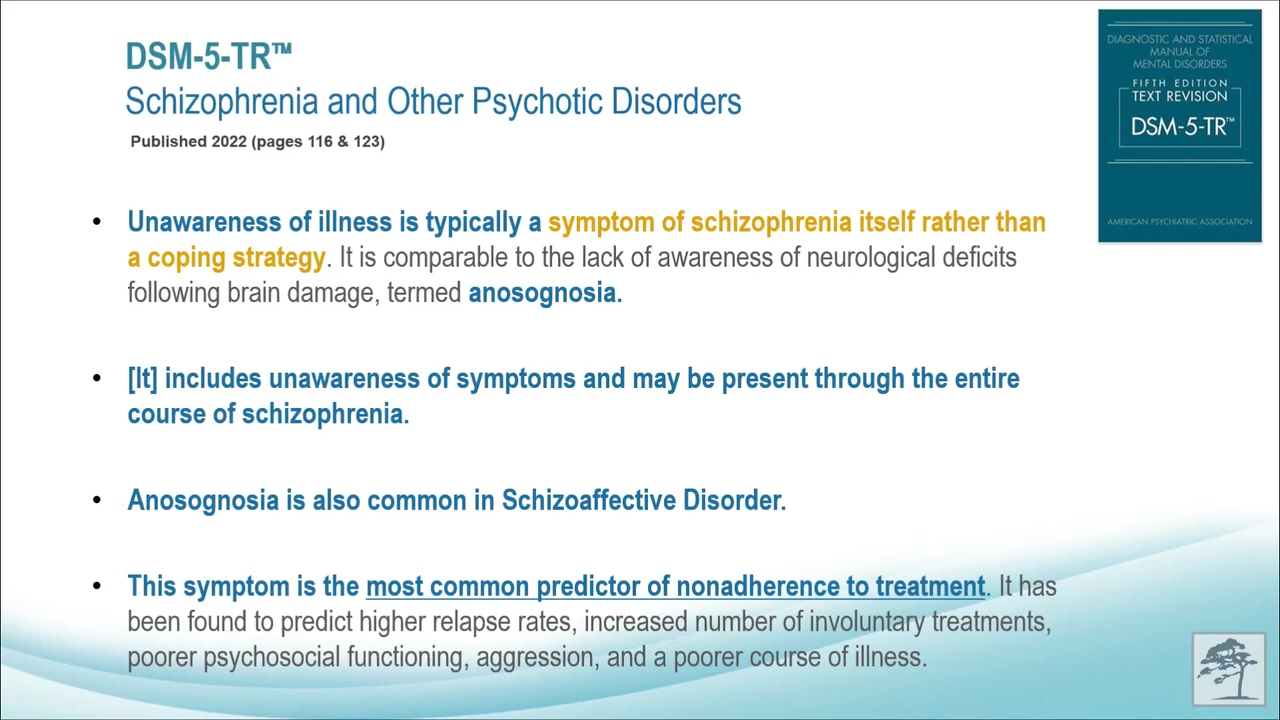 DSM-5-TR™
Schizophrenia and Other Psychotic Disorders
Published 2022 (pages 116 & 123)
DIAGNOSTIC AND STATISTICAL
MANUAL OF
MENTAL DISORDERS
FIFTH EDITION
TEXT REVISION
DSM-5-TR™
AMERICAN PSYCHIATRIC ASSOCIATION
• Unawareness of illness is typically a symptom of schizophrenia itself rather than
a coping strategy. It is comparable to the lack of awareness of neurological deficits
following brain damage, termed anosognosia.
• [It] includes unawareness of symptoms and may be present through the entire
course of schizophrenia.
• Anosognosia is also common in Schizoaffective Disorder.
• This symptom is the most common predictor of nonadherence to treatment. It has
been found to predict higher relapse rates, increased number of involuntary treatments,
poorer psychosocial functioning, aggression, and a poorer course of illness.